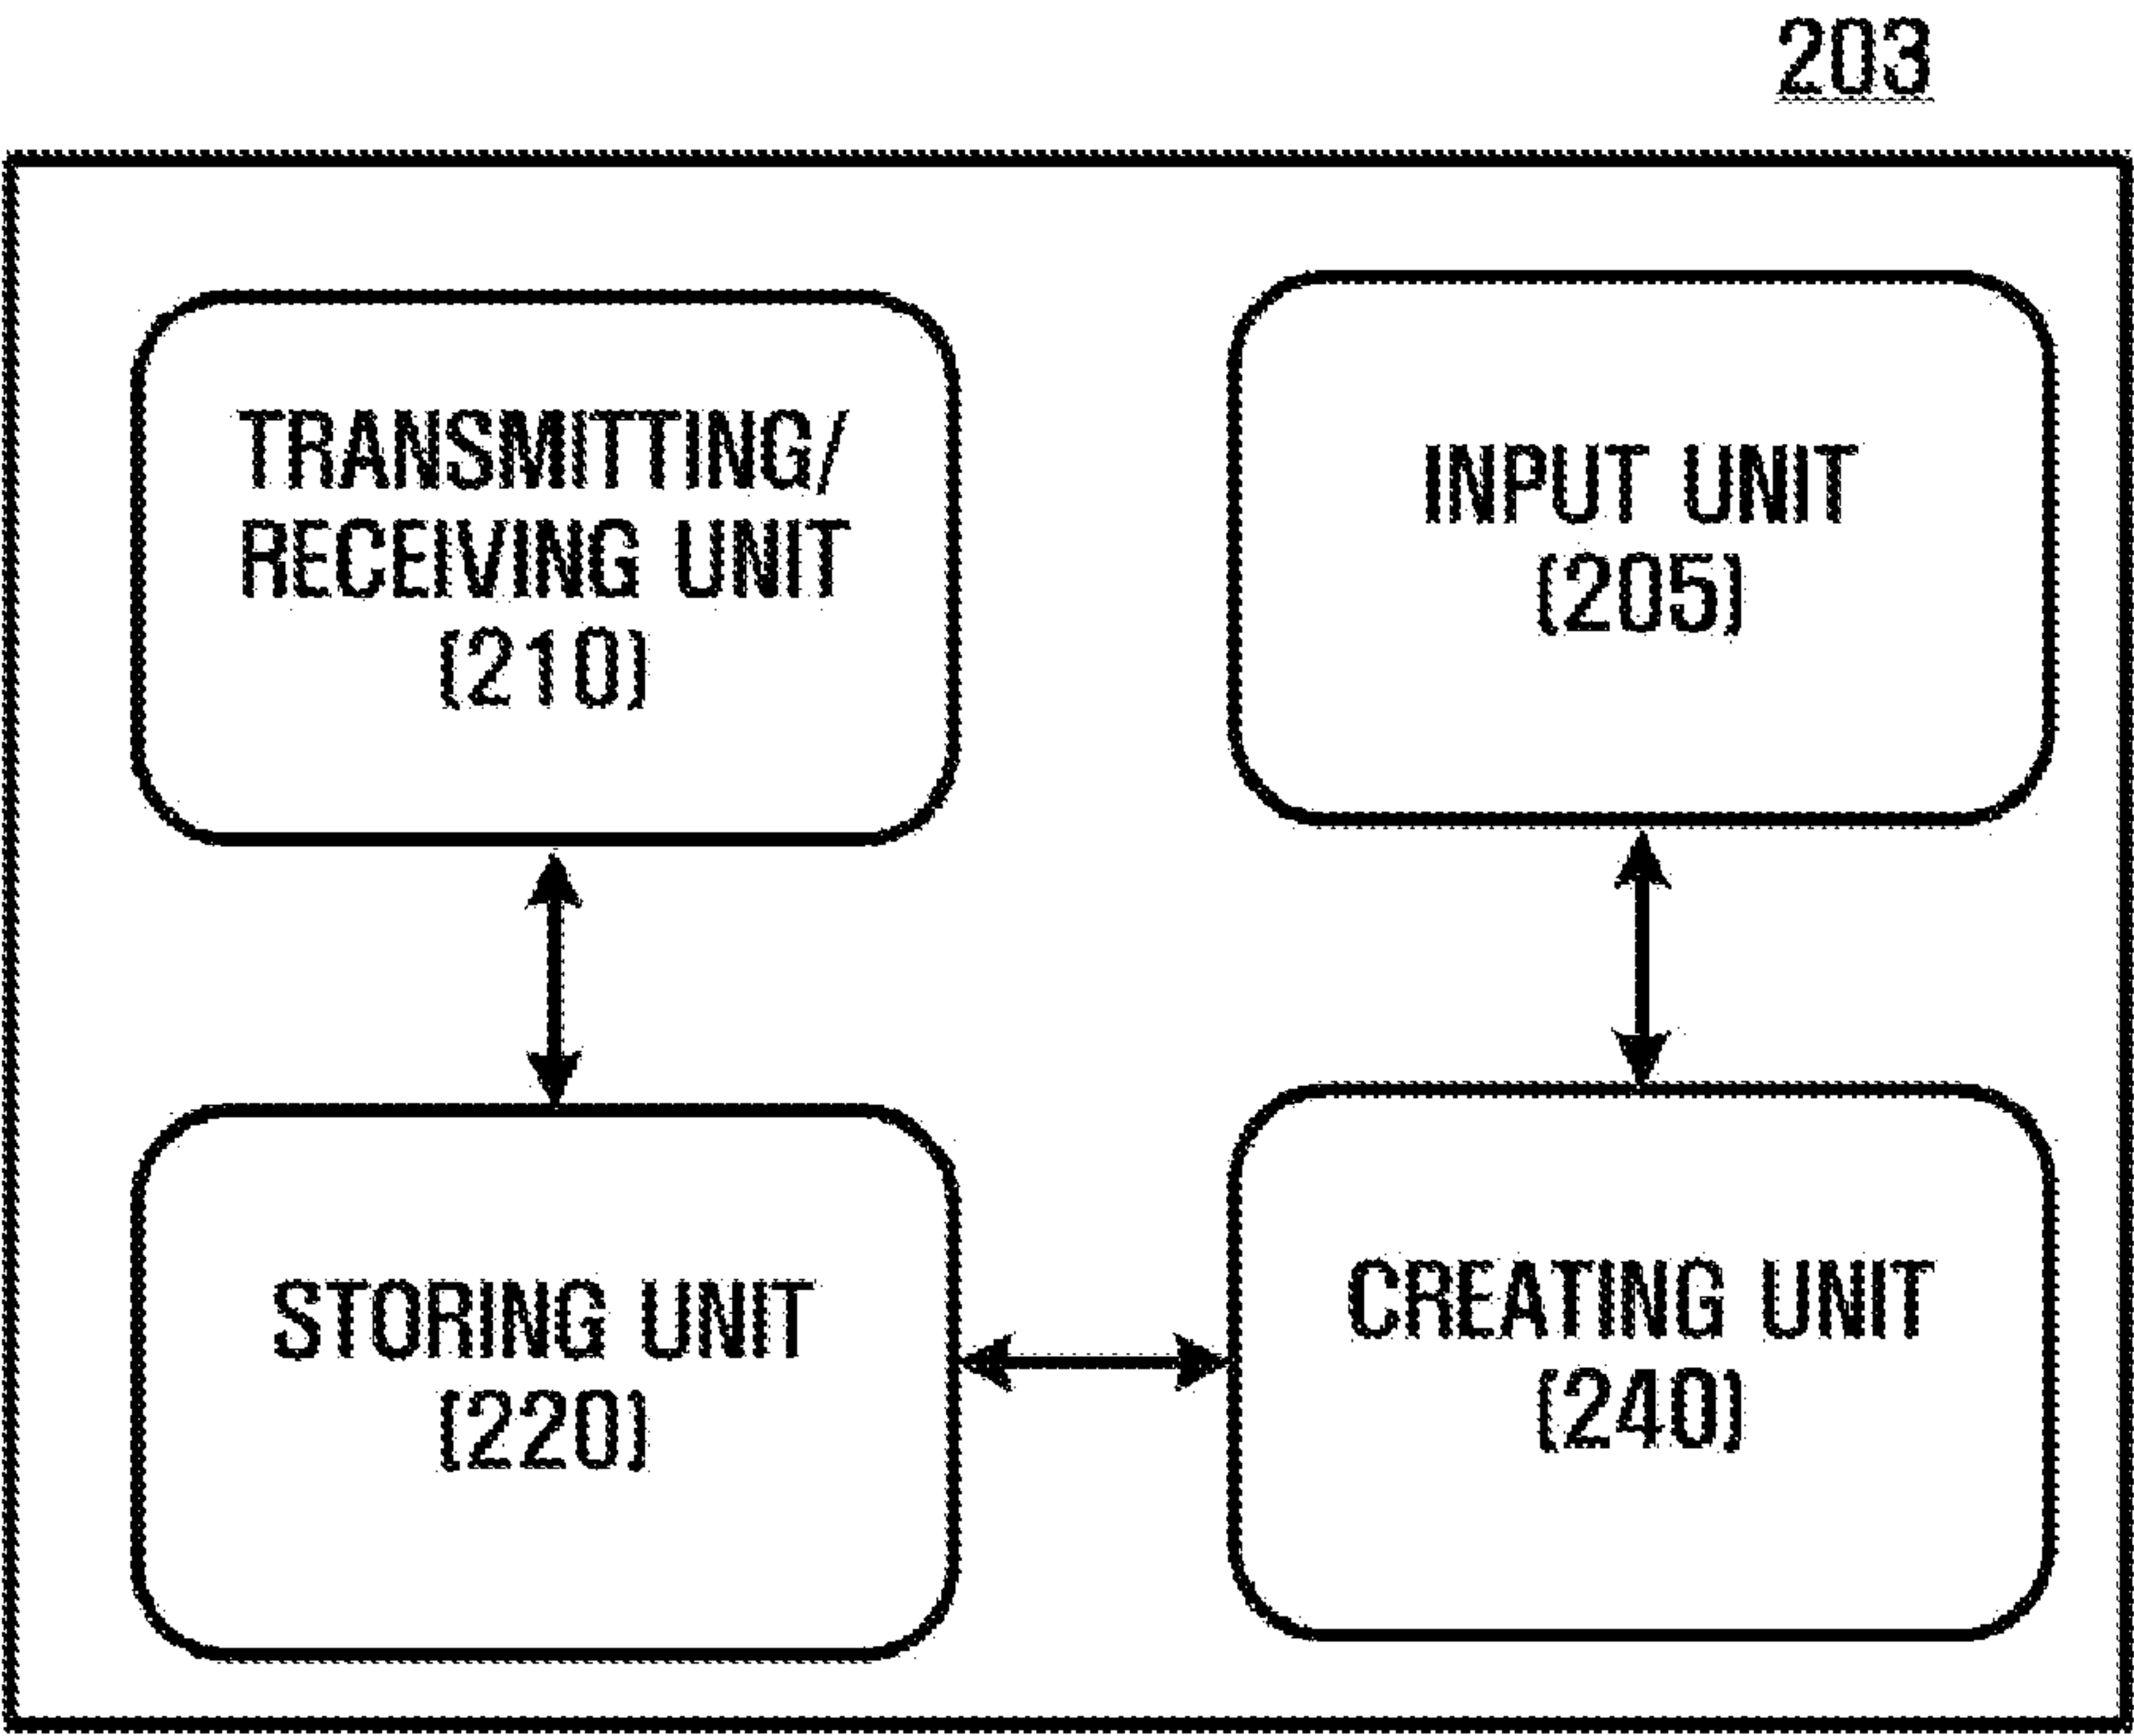 203
TRANSMITTING/
RECEIVING UNIT
(210)
INPUT UNIT
(205)
STORING UNIT
(220)
CREATING UNIT
(240)